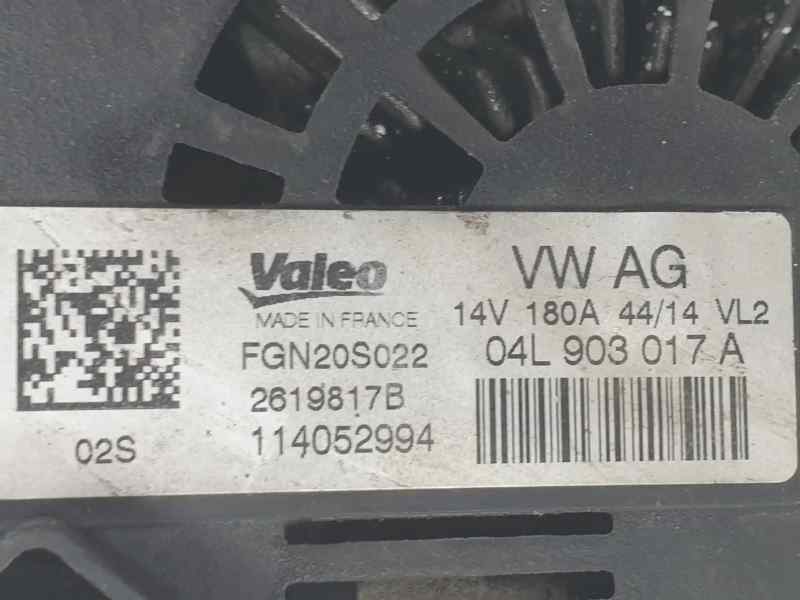 Valeo
MADE IN FRANCE
FGN20S022
2619817B
114052994
02S
VW AG
14V 180A 44/14 VL2
04L 903 017 A